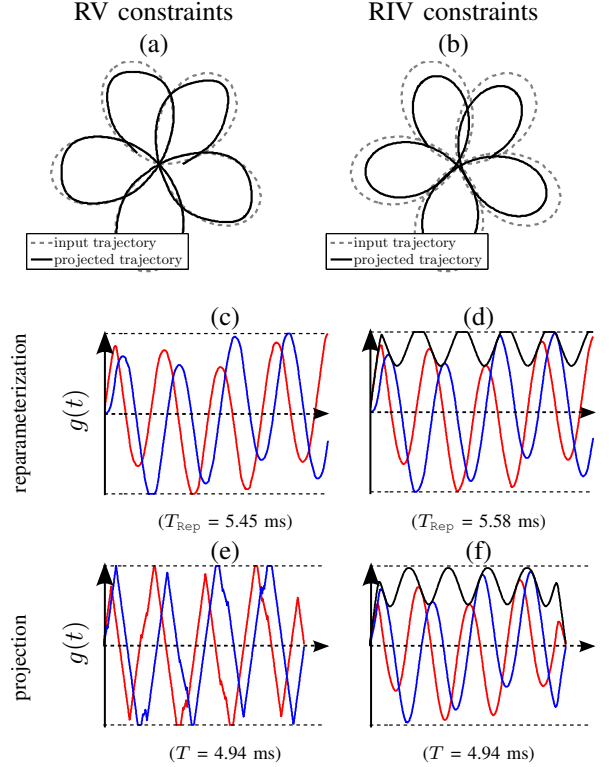 RV constraints
RIV constraints
(a)
(b)
input trajectory
projected trajectory
input trajectory
projected trajectory
(c)
(d)
reparameterization
g(t)
(T_Rep = 5.45 ms)
(T_Rep = 5.58 ms)
(e)
(f)
projection
g(t)
(T = 4.94 ms)
(T = 4.94 ms)